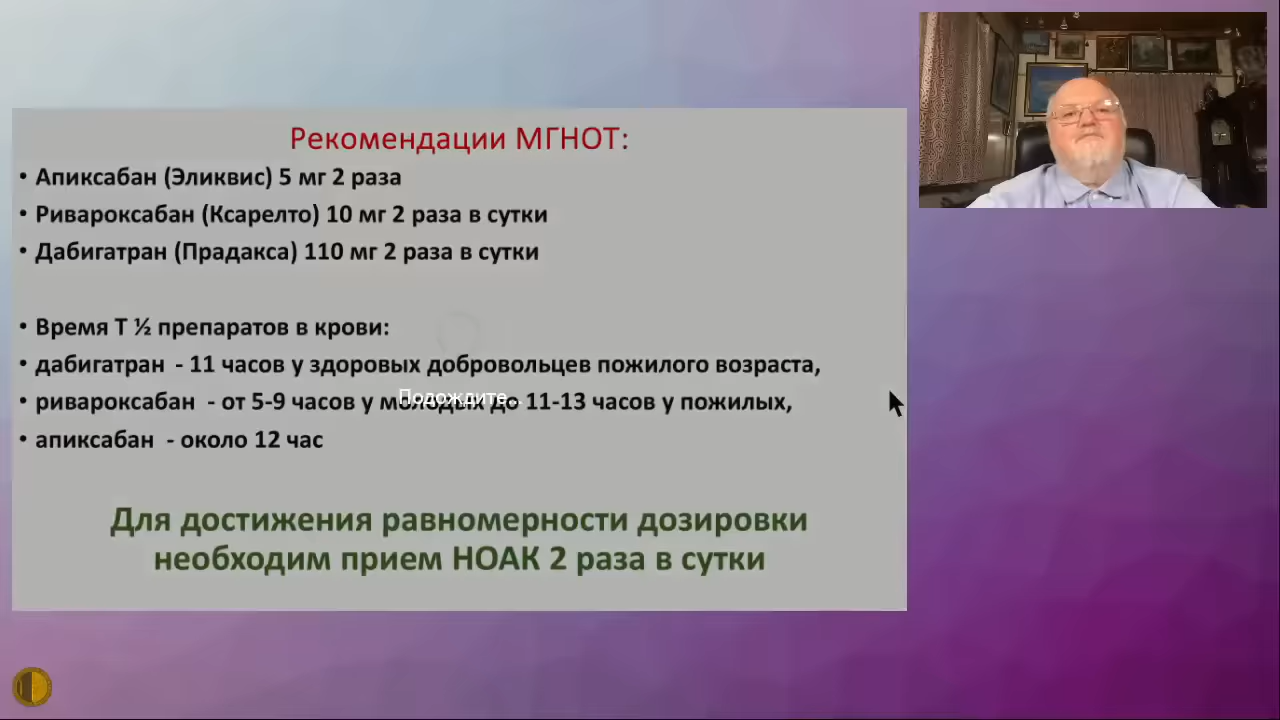 Рекомендации МГНОТ:
• Апиксабан (Эликвис) 5 мг 2 раза
• Ривароксабан (Ксарелто) 10 мг 2 раза в сутки
• Дабигатран (Прадакса) 110 мг 2 раза в сутки
• Время Т ½ препаратов в крови:
• дабигатран - 11 часов у здоровых добровольцев пожилого возраста,
• ривароксабан - от 5-9 часов у молодых до 11-13 часов у пожилых,
Подождите...
• апиксабан - около 12 час
Для достижения равномерности дозировки
необходим прием НОАК 2 раза в сутки